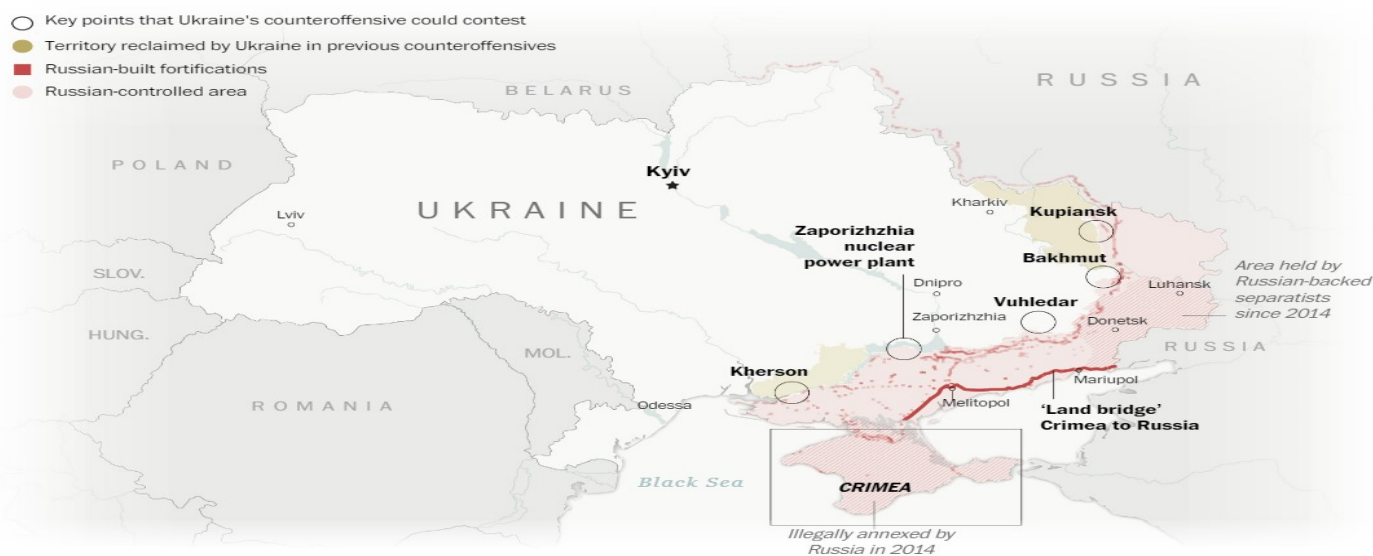 Key points that Ukraine's counteroffensive could contest
Territory reclaimed by Ukraine in previous counteroffensives
Russian-built fortifications
Russian-controlled area
BELARUS
RUSSIA
POLAND
Kyiv
Lviv
UKRAINE
Kharkiv
Kupiansk
Zaporizhzhia
nuclear
power plant
Bakhmut
SLOV.
Dnipro
Luhansk
Area held by
Russian-backed
separatists
since 2014
Vuhledar
Zaporizhzhia
Donetsk
HUNG.
MOL.
RUSSIA
Kherson
Mariupol
Melitopol
ROMANIA
Odessa
‘Land bridge’
Crimea to Russia
Black Sea
CRIMEA
Illegally annexed by
Russia in 2014